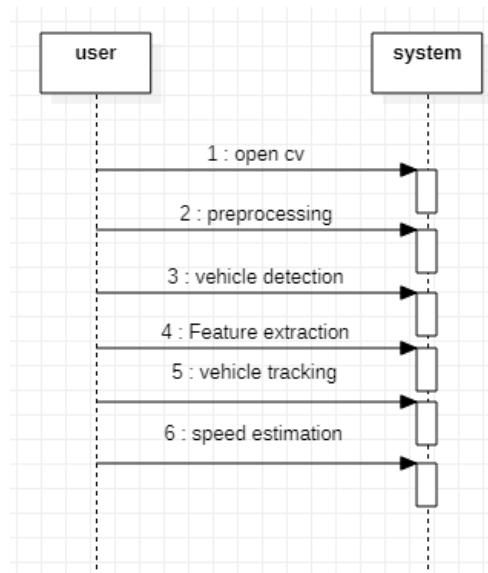 user
system
1 : open cv
2 : preprocessing
3 : vehicle detection
4 : Feature extraction
5 : vehicle tracking
6 : speed estimation